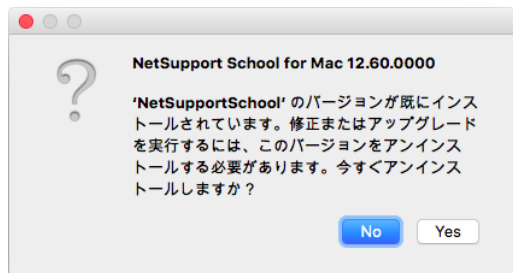 NetSupport School for Mac 12.60.0000
‘NetSupportSchool’ のバージョンが既にインス
トールされています。修正またはアップグレード
を実行するには、このバージョンをアンインス
トールする必要があります。今すぐアンインス
トールしますか？
No
Yes